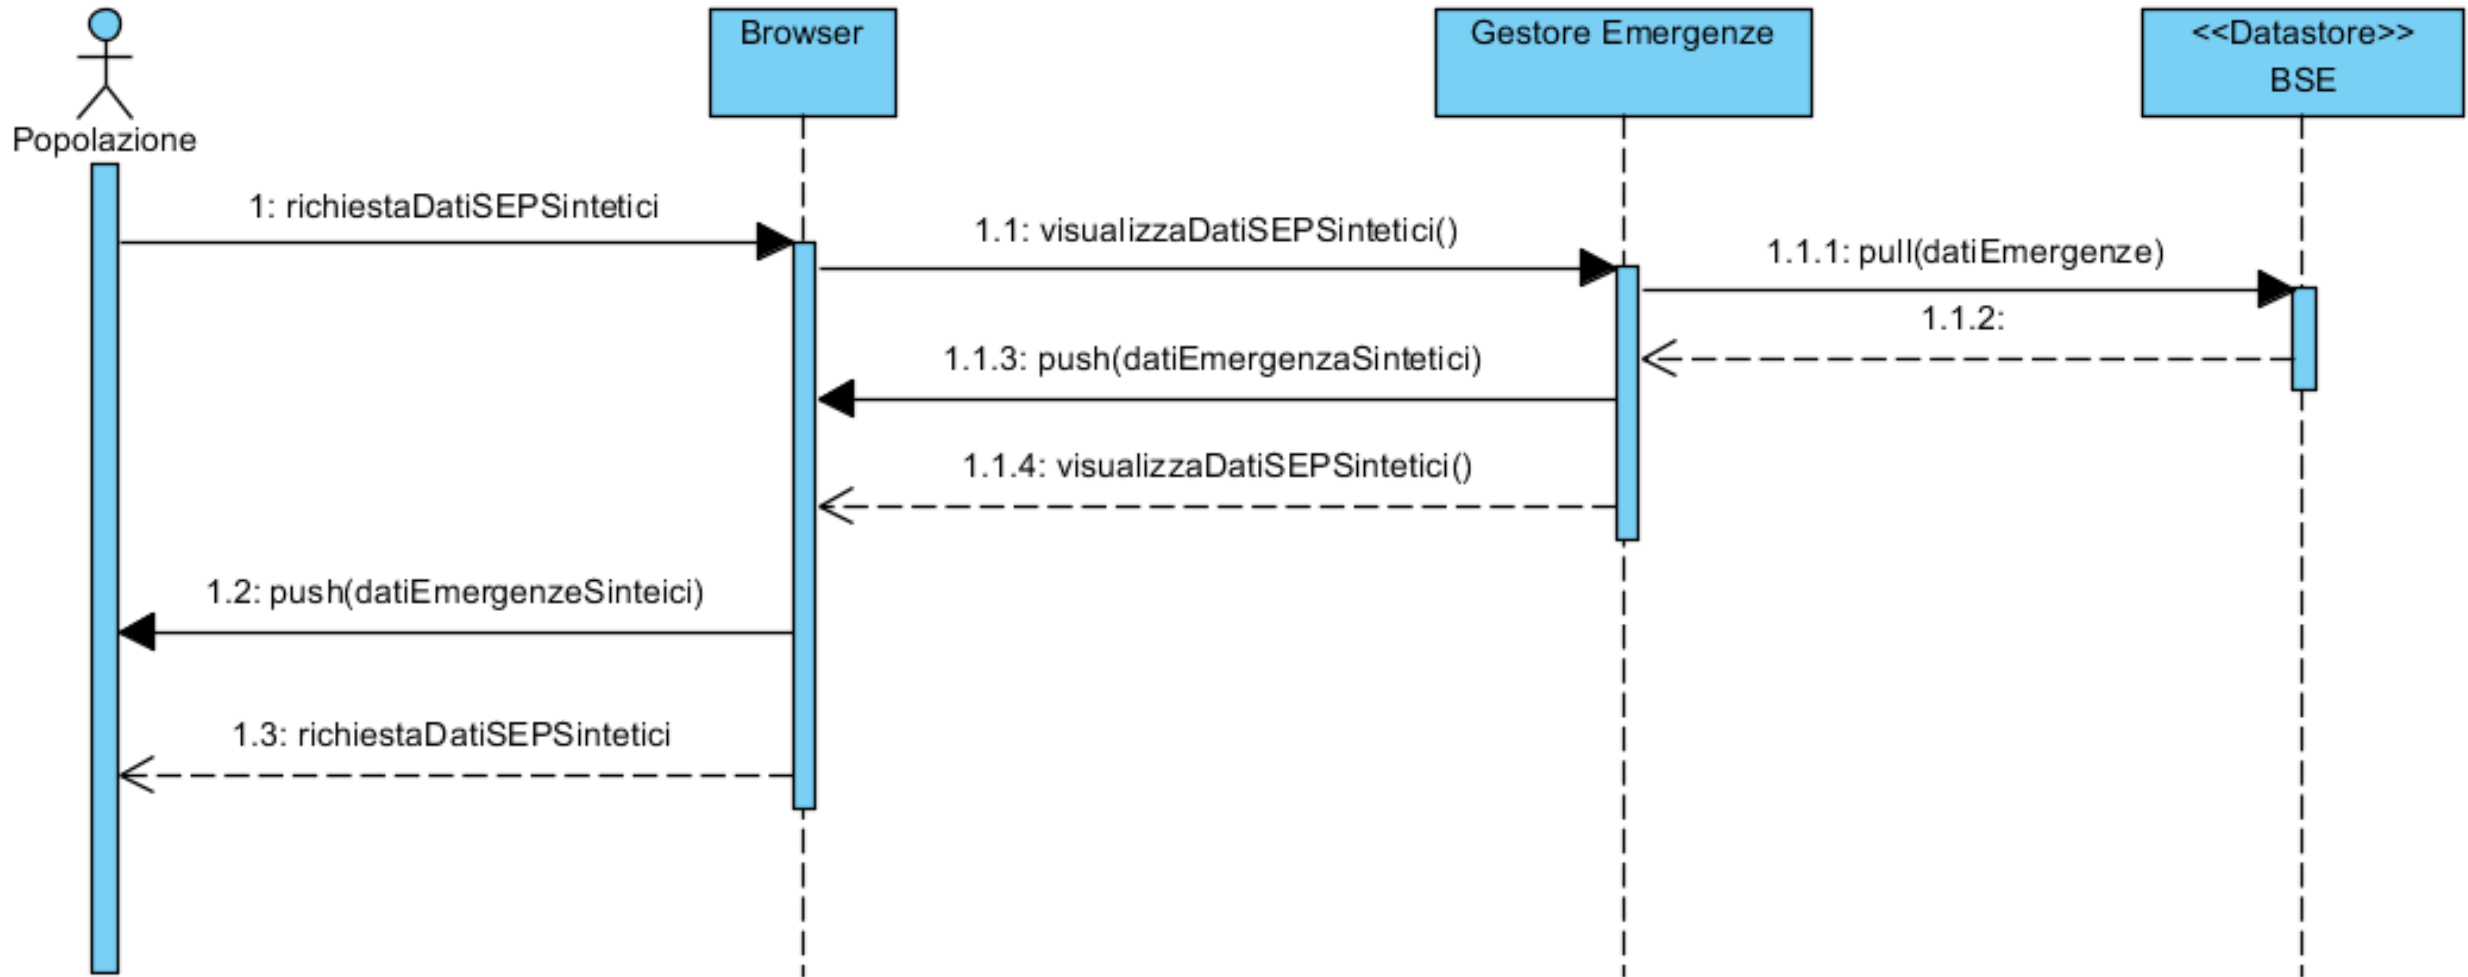 Browser
Gestore Emergenze
<<Datastore>>
BSE
Popolazione
1: richiestaDatiSEPSintetici
1.1: visualizzaDatiSEPSintetici()
1.1.1: pull(datiEmergenze)
1.1.2:
1.1.3: push(datiEmergenzaSintetici)
1.1.4: visualizzaDatiSEPSintetici()
1.2: push(datiEmergenzeSinteici)
1.3: richiestaDatiSEPSintetici